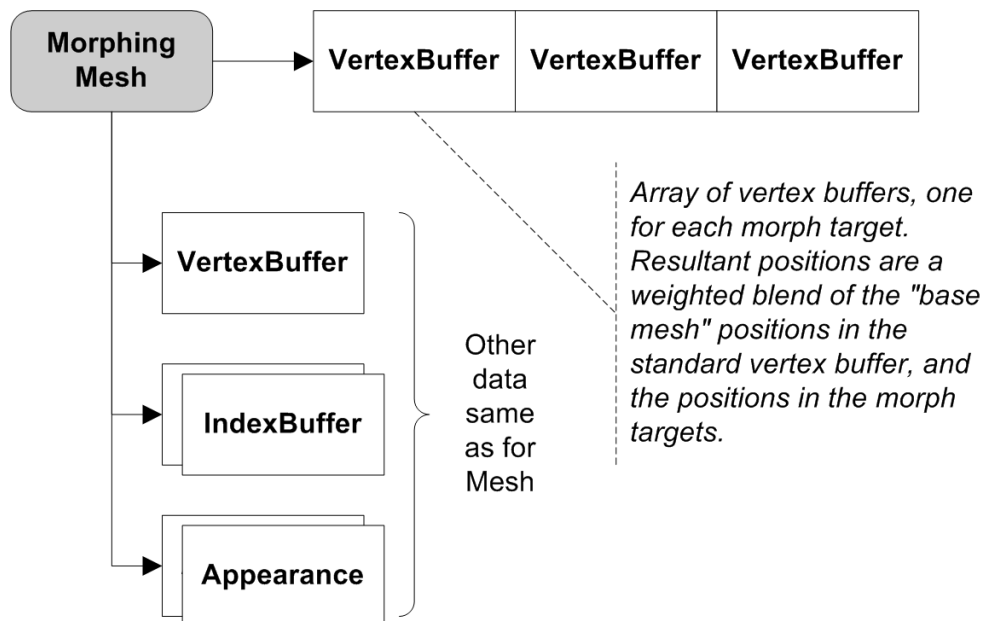 Morphing
Mesh
VertexBuffer VertexBuffer VertexBuffer
Array of vertex buffers, one
for each morph target.
Resultant positions are a
weighted blend of the "base
mesh" positions in the
standard vertex buffer, and
the positions in the morph
targets.
VertexBuffer
IndexBuffer
Appearance
Other
data
same
as for
Mesh